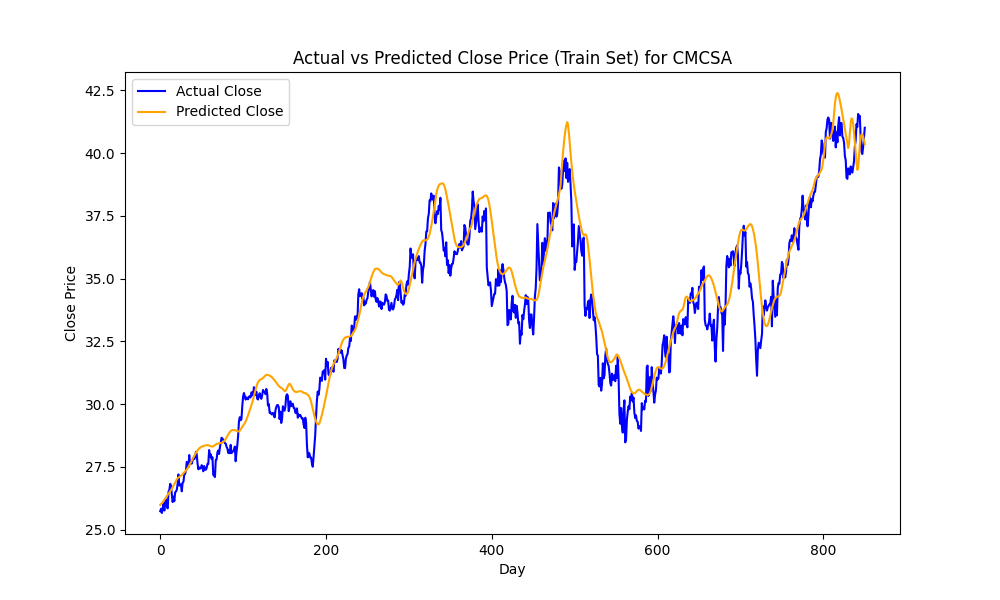 Actual vs Predicted Close Price (Train Set) for CMCSA
Actual Close
Predicted Close
42.5
40.0
37.5
35.0
32.5
30.0
27.5
25.0
Close Price
0 200 400 600 800
Day